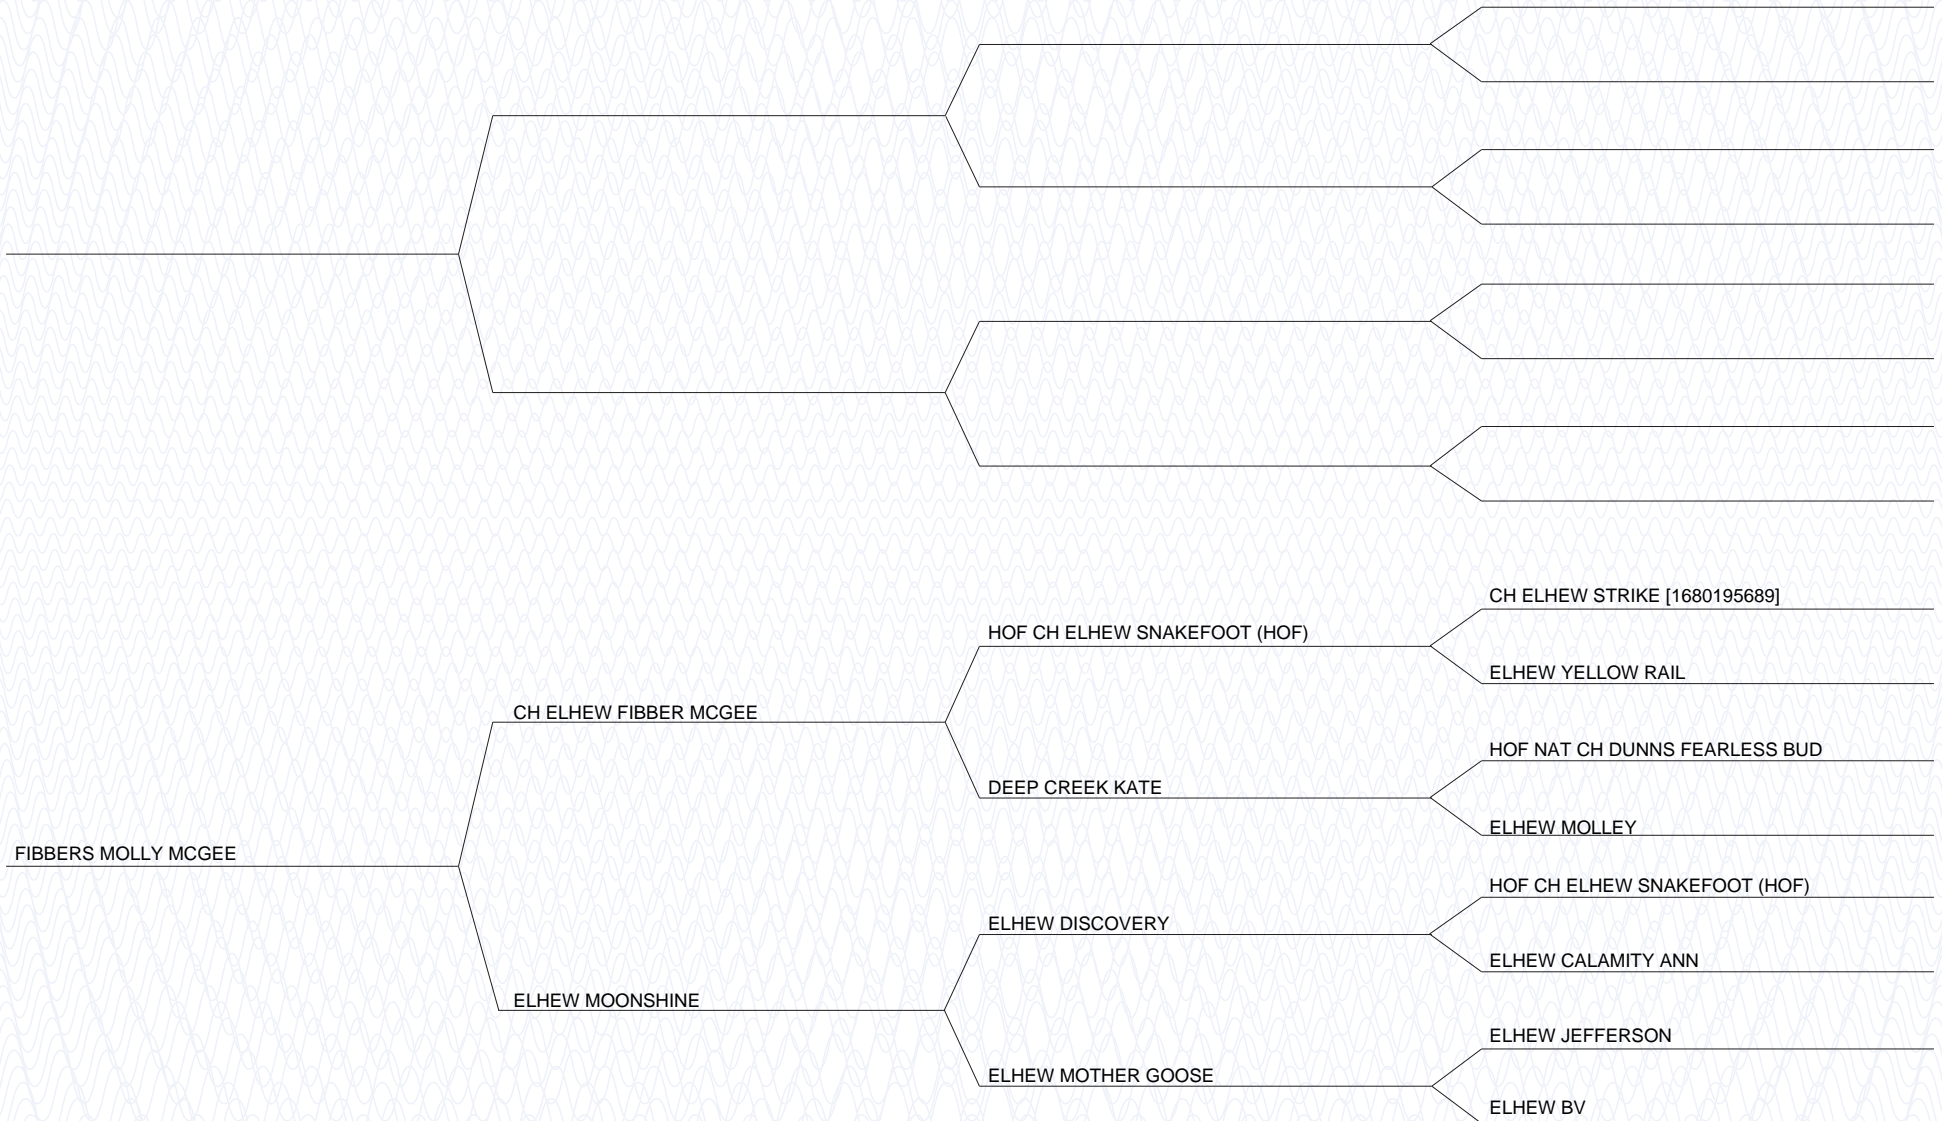 CH ELHEW STRIKE [1680195689]
HOF CH ELHEW SNAKEFOOT (HOF)
ELHEW YELLOW RAIL
CH ELHEW FIBBER MCGEE
HOF NAT CH DUNNS FEARLESS BUD
DEEP CREEK KATE
ELHEW MOLLEY
FIBBERS MOLLY MCGEE
HOF CH ELHEW SNAKEFOOT (HOF)
ELHEW DISCOVERY
ELHEW CALAMITY ANN
ELHEW MOONSHINE
ELHEW JEFFERSON
ELHEW MOTHER GOOSE
ELHEW BV